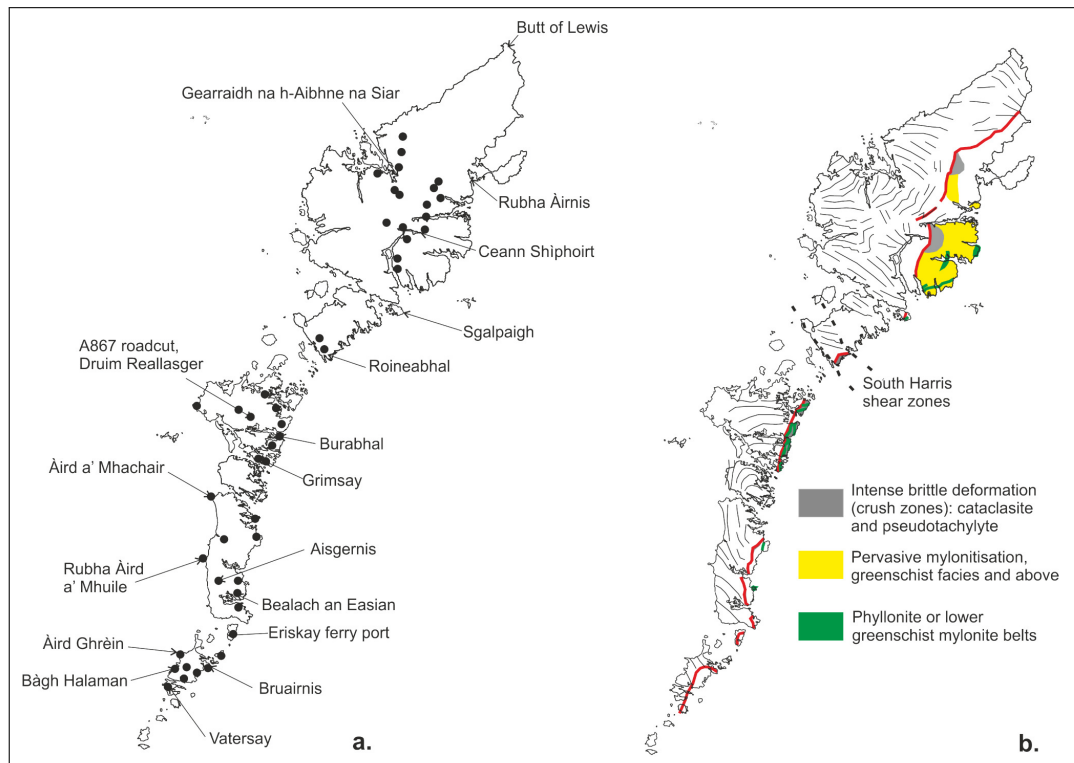 Butt of Lewis
Gearraidh na h-Aibhne na Siar
Rubha Àirnis
Ceann Shìphoirt
Sgalpaigh
A867 roadcut,
Druim Reallasger
Roineabhal
Burabhal
Àird a' Mhachair
Grimsay
Rubha Àird
a' Mhuile
Aisgernis
Bealach an Easian
Eriskay ferry port
Àird Ghrèin
Bàgh Halaman
Bruairnis
Vatersay
a.
South Harris
shear zones
Intense brittle deformation
(crush zones): cataclasite
and pseudotachylyte
Pervasive mylonitisation,
greenschist facies and above
Phyllonite or lower
greenschist mylonite belts
b.